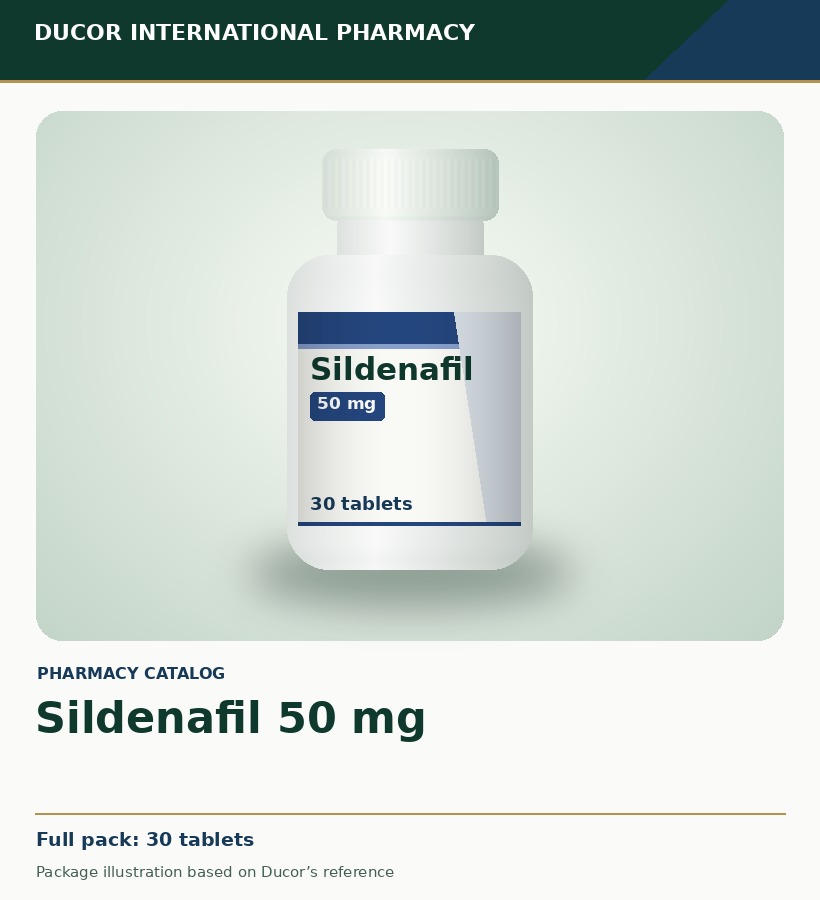 DUCOR INTERNATIONAL PHARMACY
Sildenafil
50 mg
30 tablets
PHARMACY CATALOG
Sildenafil 50 mg
Full pack: 30 tablets
Package illustration based on Ducor’s reference